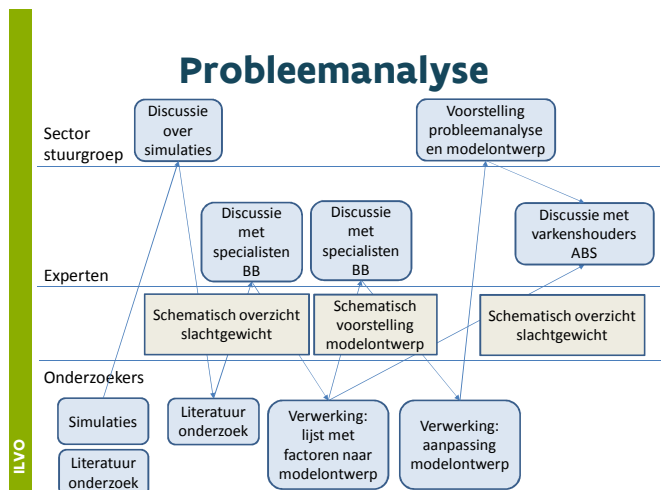 Probleemanalyse
Discussie
over
simulaties
Voorstelling
probleemanalyse
en modelontwerp
Sector
stuurgroep
Discussie
met
specialisten
BB
Discussie
met
specialisten
BB
Discussie met
varkenshouders
ABS
Experten
Schematisch overzicht
slachtgewicht
Schematisch
voorstelling
modelontwerp
Schematisch overzicht
slachtgewicht
Onderzoekers
Simulaties
Literatuur
onderzoek
Literatuur
onderzoek
Verwerking:
lijst met
factoren naar
modelontwerp
Verwerking:
aanpassing
modelontwerp
ILVO